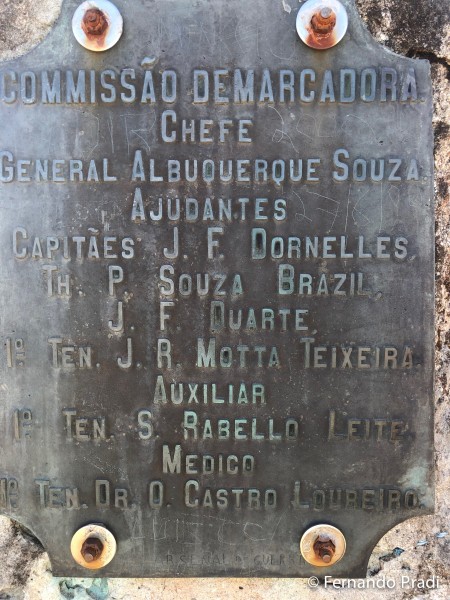 COMMISSÃO DEMARCADORA
CHEFE
GENERAL ALBUQUERQUE SOUZA
AJUDANTES
CAPITÃES J. F. DORNELLES,
TH. P. SOUZA BRAZIL,
J. F. DUARTE,
1º TEN. J. R. MOTTA TEIXEIRA
AUXILIAR
1º TEN. S. RABELLO LEITE
MEDICO
1º TEN. DR. O. CASTRO LOUREIRO
© Fernando Pradi